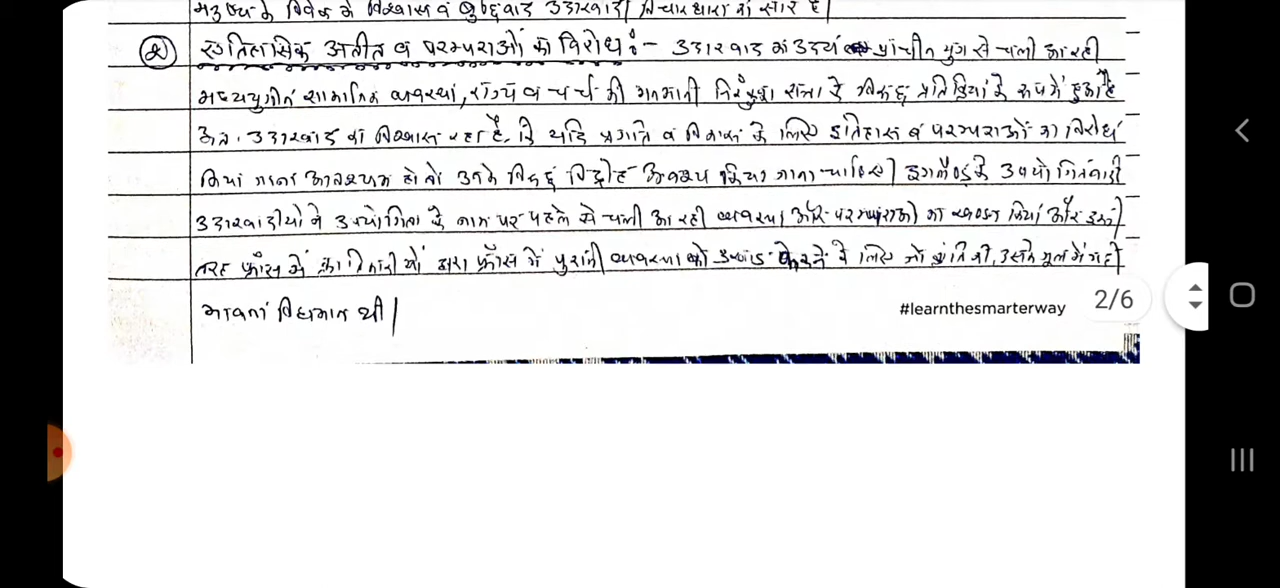 मनुष्य के विवेक में विश्वास व बुद्धिवाद उदारवादी विचारधारा का सार है|
② ऐतिहासिक अतीत व परम्पराओं का विरोध :- उदारवाद का उदय प्राचीन युग से चली आ रही
मध्ययुगीन सामाजिक व्यवस्था, राज्य व चर्च की मनमानी निरंकुश सत्ता के विरुद्ध प्रतिक्रिया के रूप में हुआ है
अतः उदारवाद का विश्वास रहा है कि यदि प्रगति व विकास के लिए इतिहास व परम्पराओं का विरोध
किया जाना आवश्यक हो तो उनके विरुद्ध विद्रोह अवश्य किया जाना चाहिए| इंग्लैण्ड के उपयोगितावादी
उदारवादीयो ने उपयोगिता के नाम पर पहले से चली आ रही व्यवस्था और परम्पराओ का खण्डन किया और इसी
तरह फ्रांस में क्रांतिकारीयों द्वारा फ्रॉस में पुरानी व्यवस्था को उखाड़ फेकने के लिए जो क्रांति की, उसके मूल में यही
भावना विद्यमान थी|
#learnthesmarterway
2/6